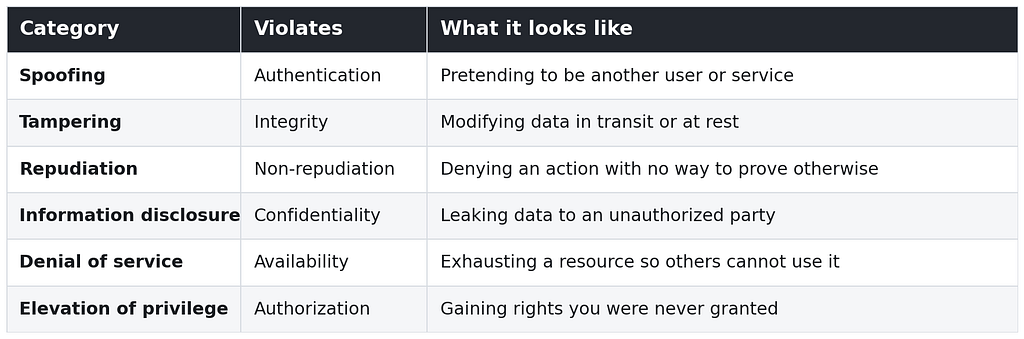 Category Violates What it looks like
Spoofing Authentication Pretending to be another user or service
Tampering Integrity Modifying data in transit or at rest
Repudiation Non-repudiation Denying an action with no way to prove otherwise
Information disclosure Confidentiality Leaking data to an unauthorized party
Denial of service Availability Exhausting a resource so others cannot use it
Elevation of privilege Authorization Gaining rights you were never granted